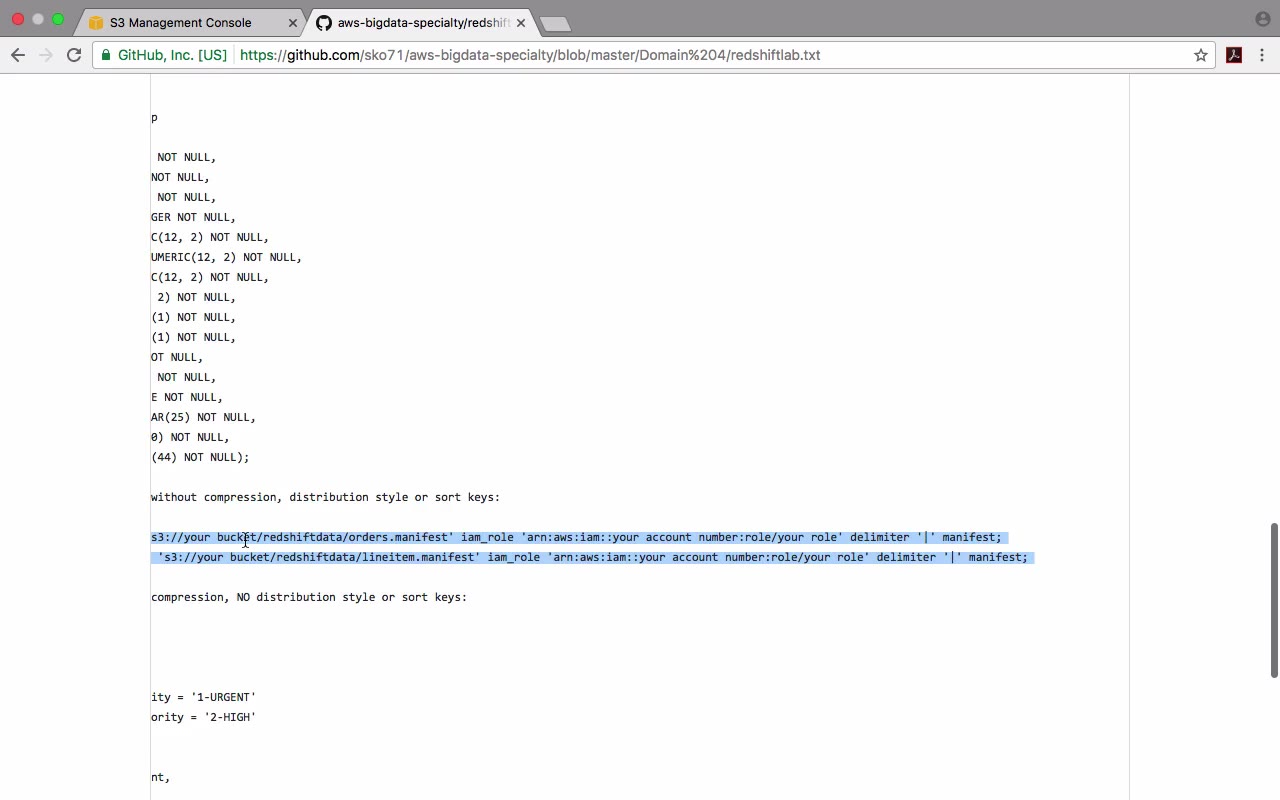 S3 Management Console
aws-bigdata-specialty/redshift
GitHub, Inc. [US]
https://github.com/sko71/aws-bigdata-specialty/blob/master/Domain%204/redshiftlab.txt
p
NOT NULL,
NOT NULL,
NOT NULL,
GER NOT NULL,
C(12, 2) NOT NULL,
UMERIC(12, 2) NOT NULL,
C(12, 2) NOT NULL,
2) NOT NULL,
(1) NOT NULL,
(1) NOT NULL,
OT NULL,
NOT NULL,
E NOT NULL,
AR(25) NOT NULL,
0) NOT NULL,
(44) NOT NULL);
without compression, distribution style or sort keys:
s3://your bucket/redshiftdata/orders.manifest' iam_role 'arn:aws:iam::your account number:role/your role' delimiter '|' manifest;
's3://your bucket/redshiftdata/lineitem.manifest' iam_role 'arn:aws:iam::your account number:role/your role' delimiter '|' manifest;
compression, NO distribution style or sort keys:
ity = '1-URGENT'
ority = '2-HIGH'
nt,